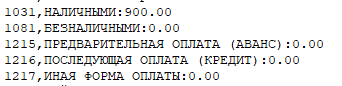 1031,НАЛИЧНЫМИ:900.00
1081,БЕЗНАЛИЧНЫМИ:0.00
1215,ПРЕДВАРИТЕЛЬНАЯ ОПЛАТА (АВАНС):0.00
1216,ПОСЛЕДУЮЩАЯ ОПЛАТА (КРЕДИТ):0.00
1217,ИНАЯ ФОРМА ОПЛАТЫ:0.00